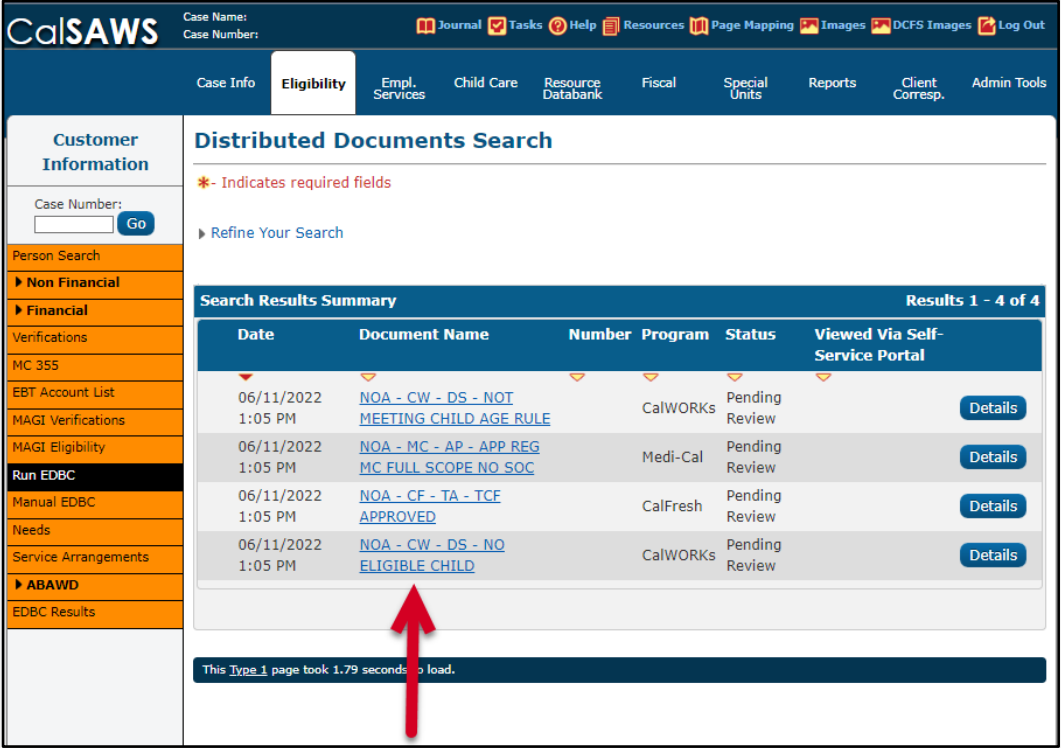 CalSAWS
Case Name:
Case Number:
Journal Tasks Help Resources Page Mapping Images DCFS Images Log Out
Case Info Eligibility Empl. Services Child Care Resource Databank Fiscal Special Units Reports Client Corresp. Admin Tools
Customer
Information
Case Number:
Go
Person Search
Non Financial
Financial
Verifications
MC 355
EBT Account List
MAGI Verifications
MAGI Eligibility
Run EDBC
Manual EDBC
Needs
Service Arrangements
ABAWD
EDBC Results
Distributed Documents Search
*- Indicates required fields
Refine Your Search
Search Results Summary Results 1 - 4 of 4
Date Document Name Number Program Status Viewed Via Self-
Service Portal
06/11/2022 NOA - CW - DS - NOT CalWORKs Pending Details
1:05 PM MEETING CHILD AGE RULE Review
06/11/2022 NOA - MC - AP - APP REG Medi-Cal Pending Details
1:05 PM MC FULL SCOPE NO SOC Review
06/11/2022 NOA - CF - TA - TCF CalFresh Pending Details
1:05 PM APPROVED Review
06/11/2022 NOA - CW - DS - NO CalWORKs Pending Details
1:05 PM ELIGIBLE CHILD Review
This Type 1 page took 1.79 seconds to load.